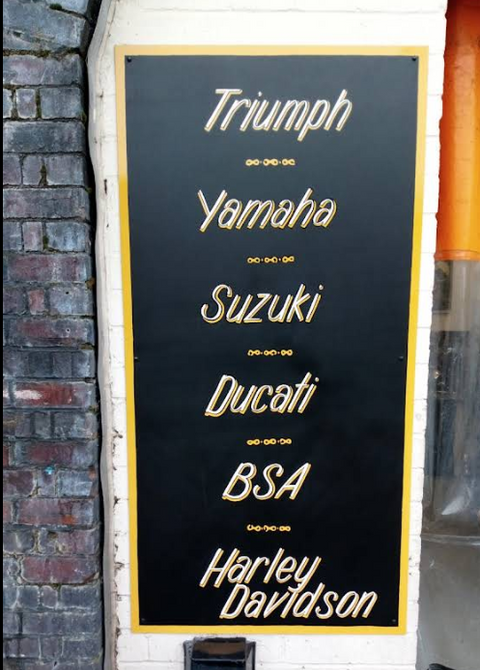 Triumph
Yamaha
Suzuki
Ducati
BSA
Harley
Davidson